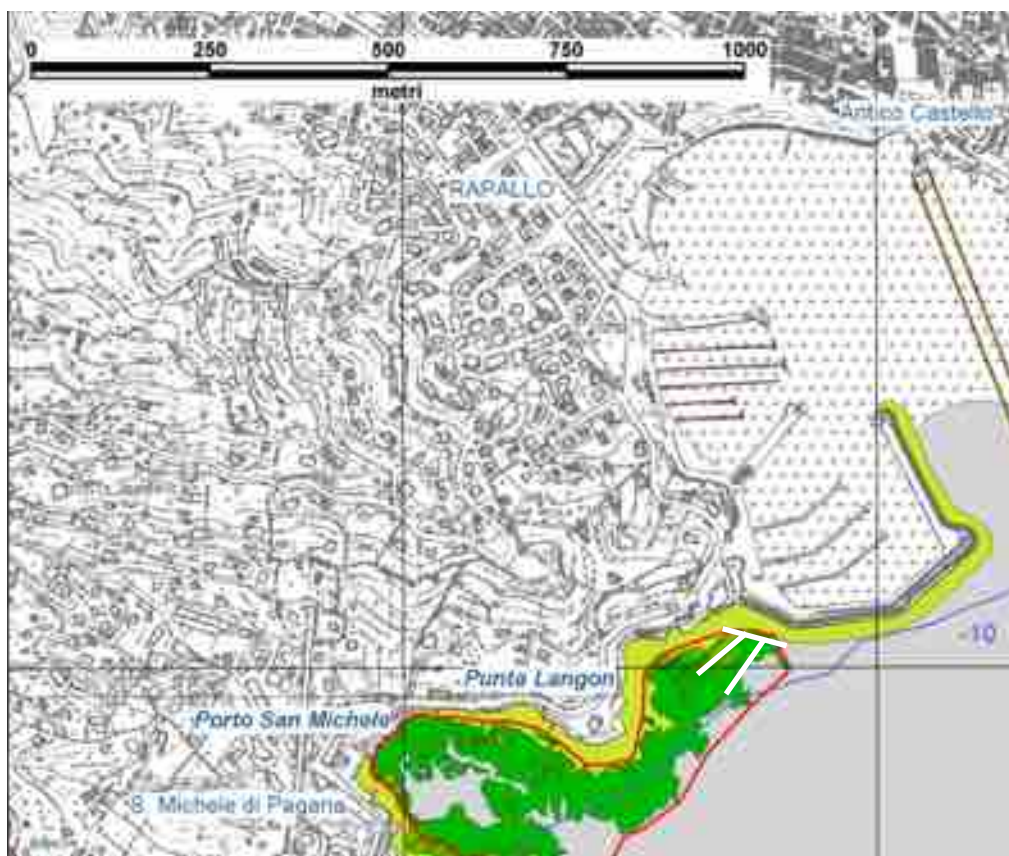 0 250 500 750 1000
metri
Antico Castello
RAPALLO
-10
Punta Langon
Porto San Michele
S. Michele di Pagana